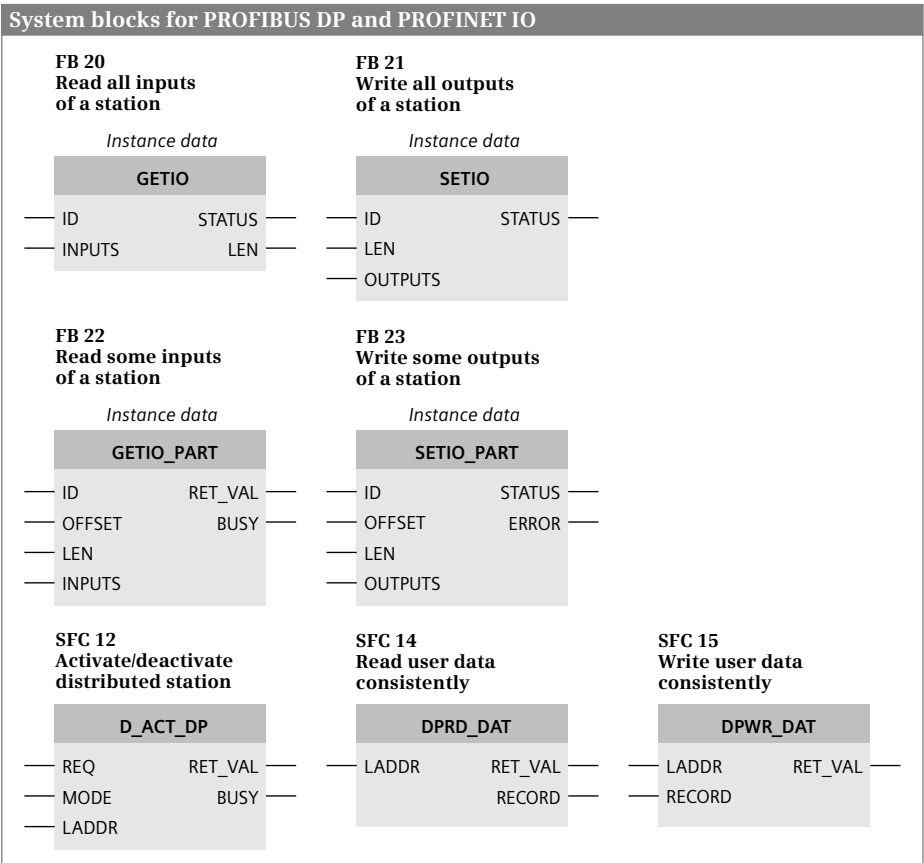 System blocks for PROFIBUS DP and PROFINET IO
FB 20
Read all inputs
of a station
Instance data
GETIO
ID STATUS
INPUTS LEN
FB 21
Write all outputs
of a station
Instance data
SETIO
ID STATUS
LEN
OUTPUTS
FB 22
Read some inputs
of a station
Instance data
GETIO_PART
ID RET_VAL
OFFSET BUSY
LEN
INPUTS
FB 23
Write some outputs
of a station
Instance data
SETIO_PART
ID STATUS
OFFSET ERROR
LEN
OUTPUTS
SFC 12
Activate/deactivate
distributed station
D_ACT_DP
REQ RET_VAL
MODE BUSY
LADDR
SFC 14
Read user data
consistently
DPRD_DAT
LADDR RET_VAL
RECORD
SFC 15
Write user data
consistently
DPWR_DAT
LADDR RET_VAL
RECORD